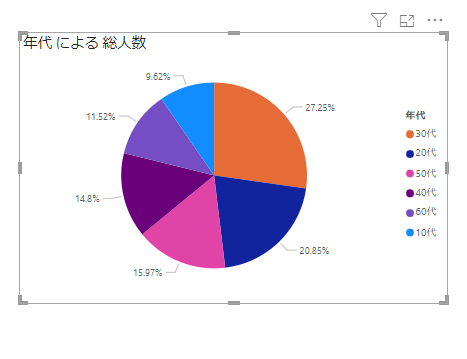 年代 による 総人数
9.62%
27.25%
11.52%
14.8%
20.85%
15.97%
年代
30代
20代
50代
40代
60代
10代